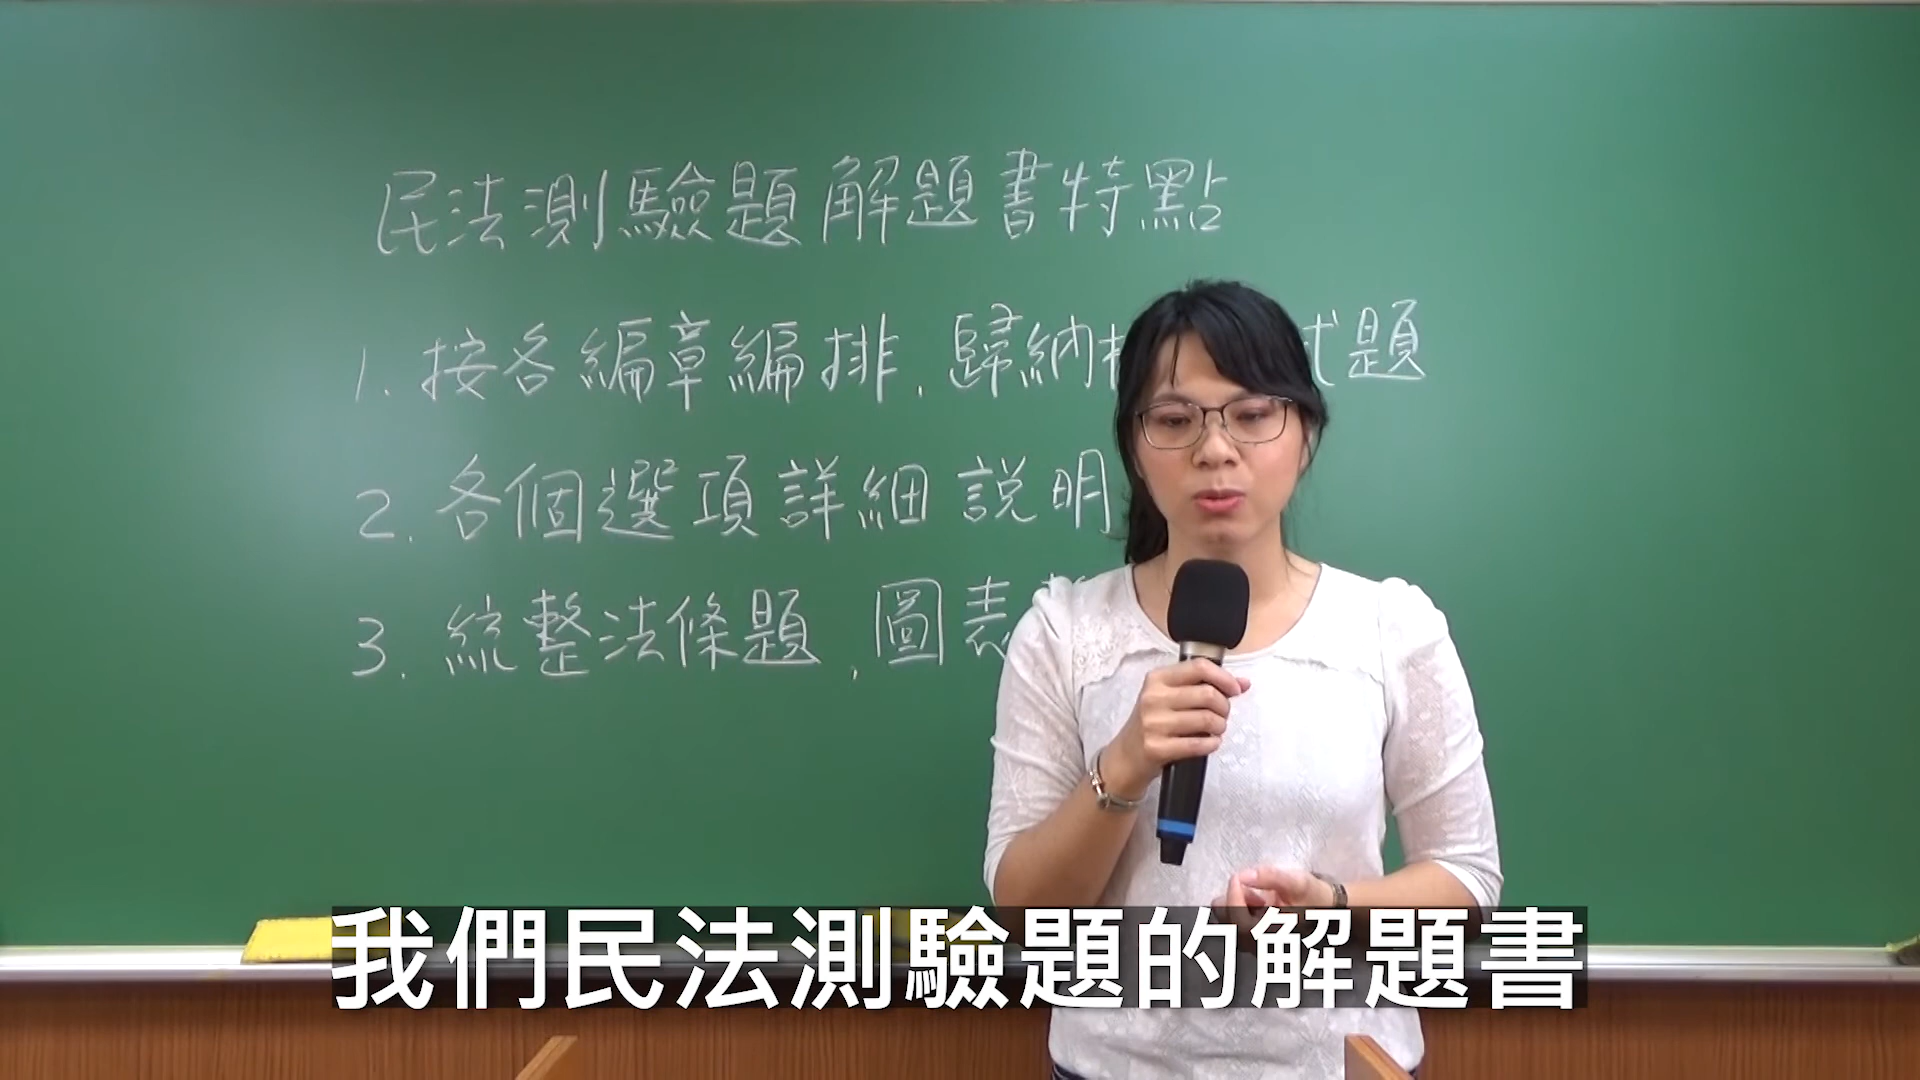 民法測驗題解題書特點
1. 按各編章編排,歸納 題
2. 各個選項詳細說明
3. 統整法條題,圖表
我們民法測驗題的解題書